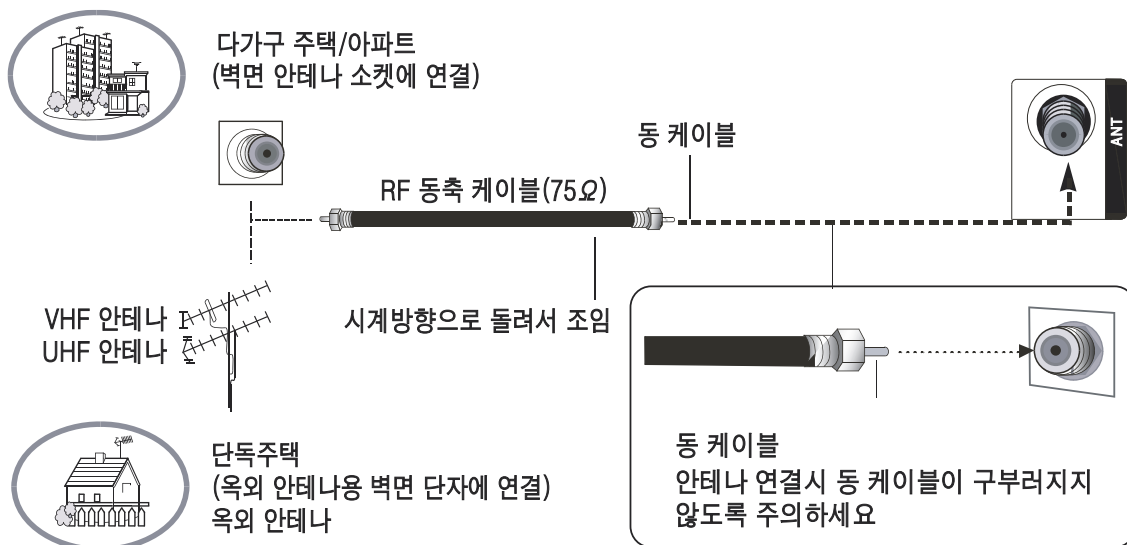 다가구 주택/아파트
(벽면 안테나 소켓에 연결)
ANT
동 케이블
RF 동축 케이블(75Ω)
시계방향으로 돌려서 조임
VHF 안테나
UHF 안테나
단독주택
(옥외 안테나용 벽면 단자에 연결)
옥외 안테나
동 케이블
안테나 연결시 동 케이블이 구부러지지
않도록 주의하세요